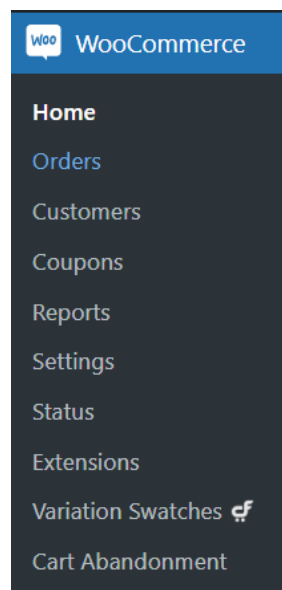 Woo WooCommerce
Home
Orders
Customers
Coupons
Reports
Settings
Status
Extensions
Variation Swatches
Cart Abandonment